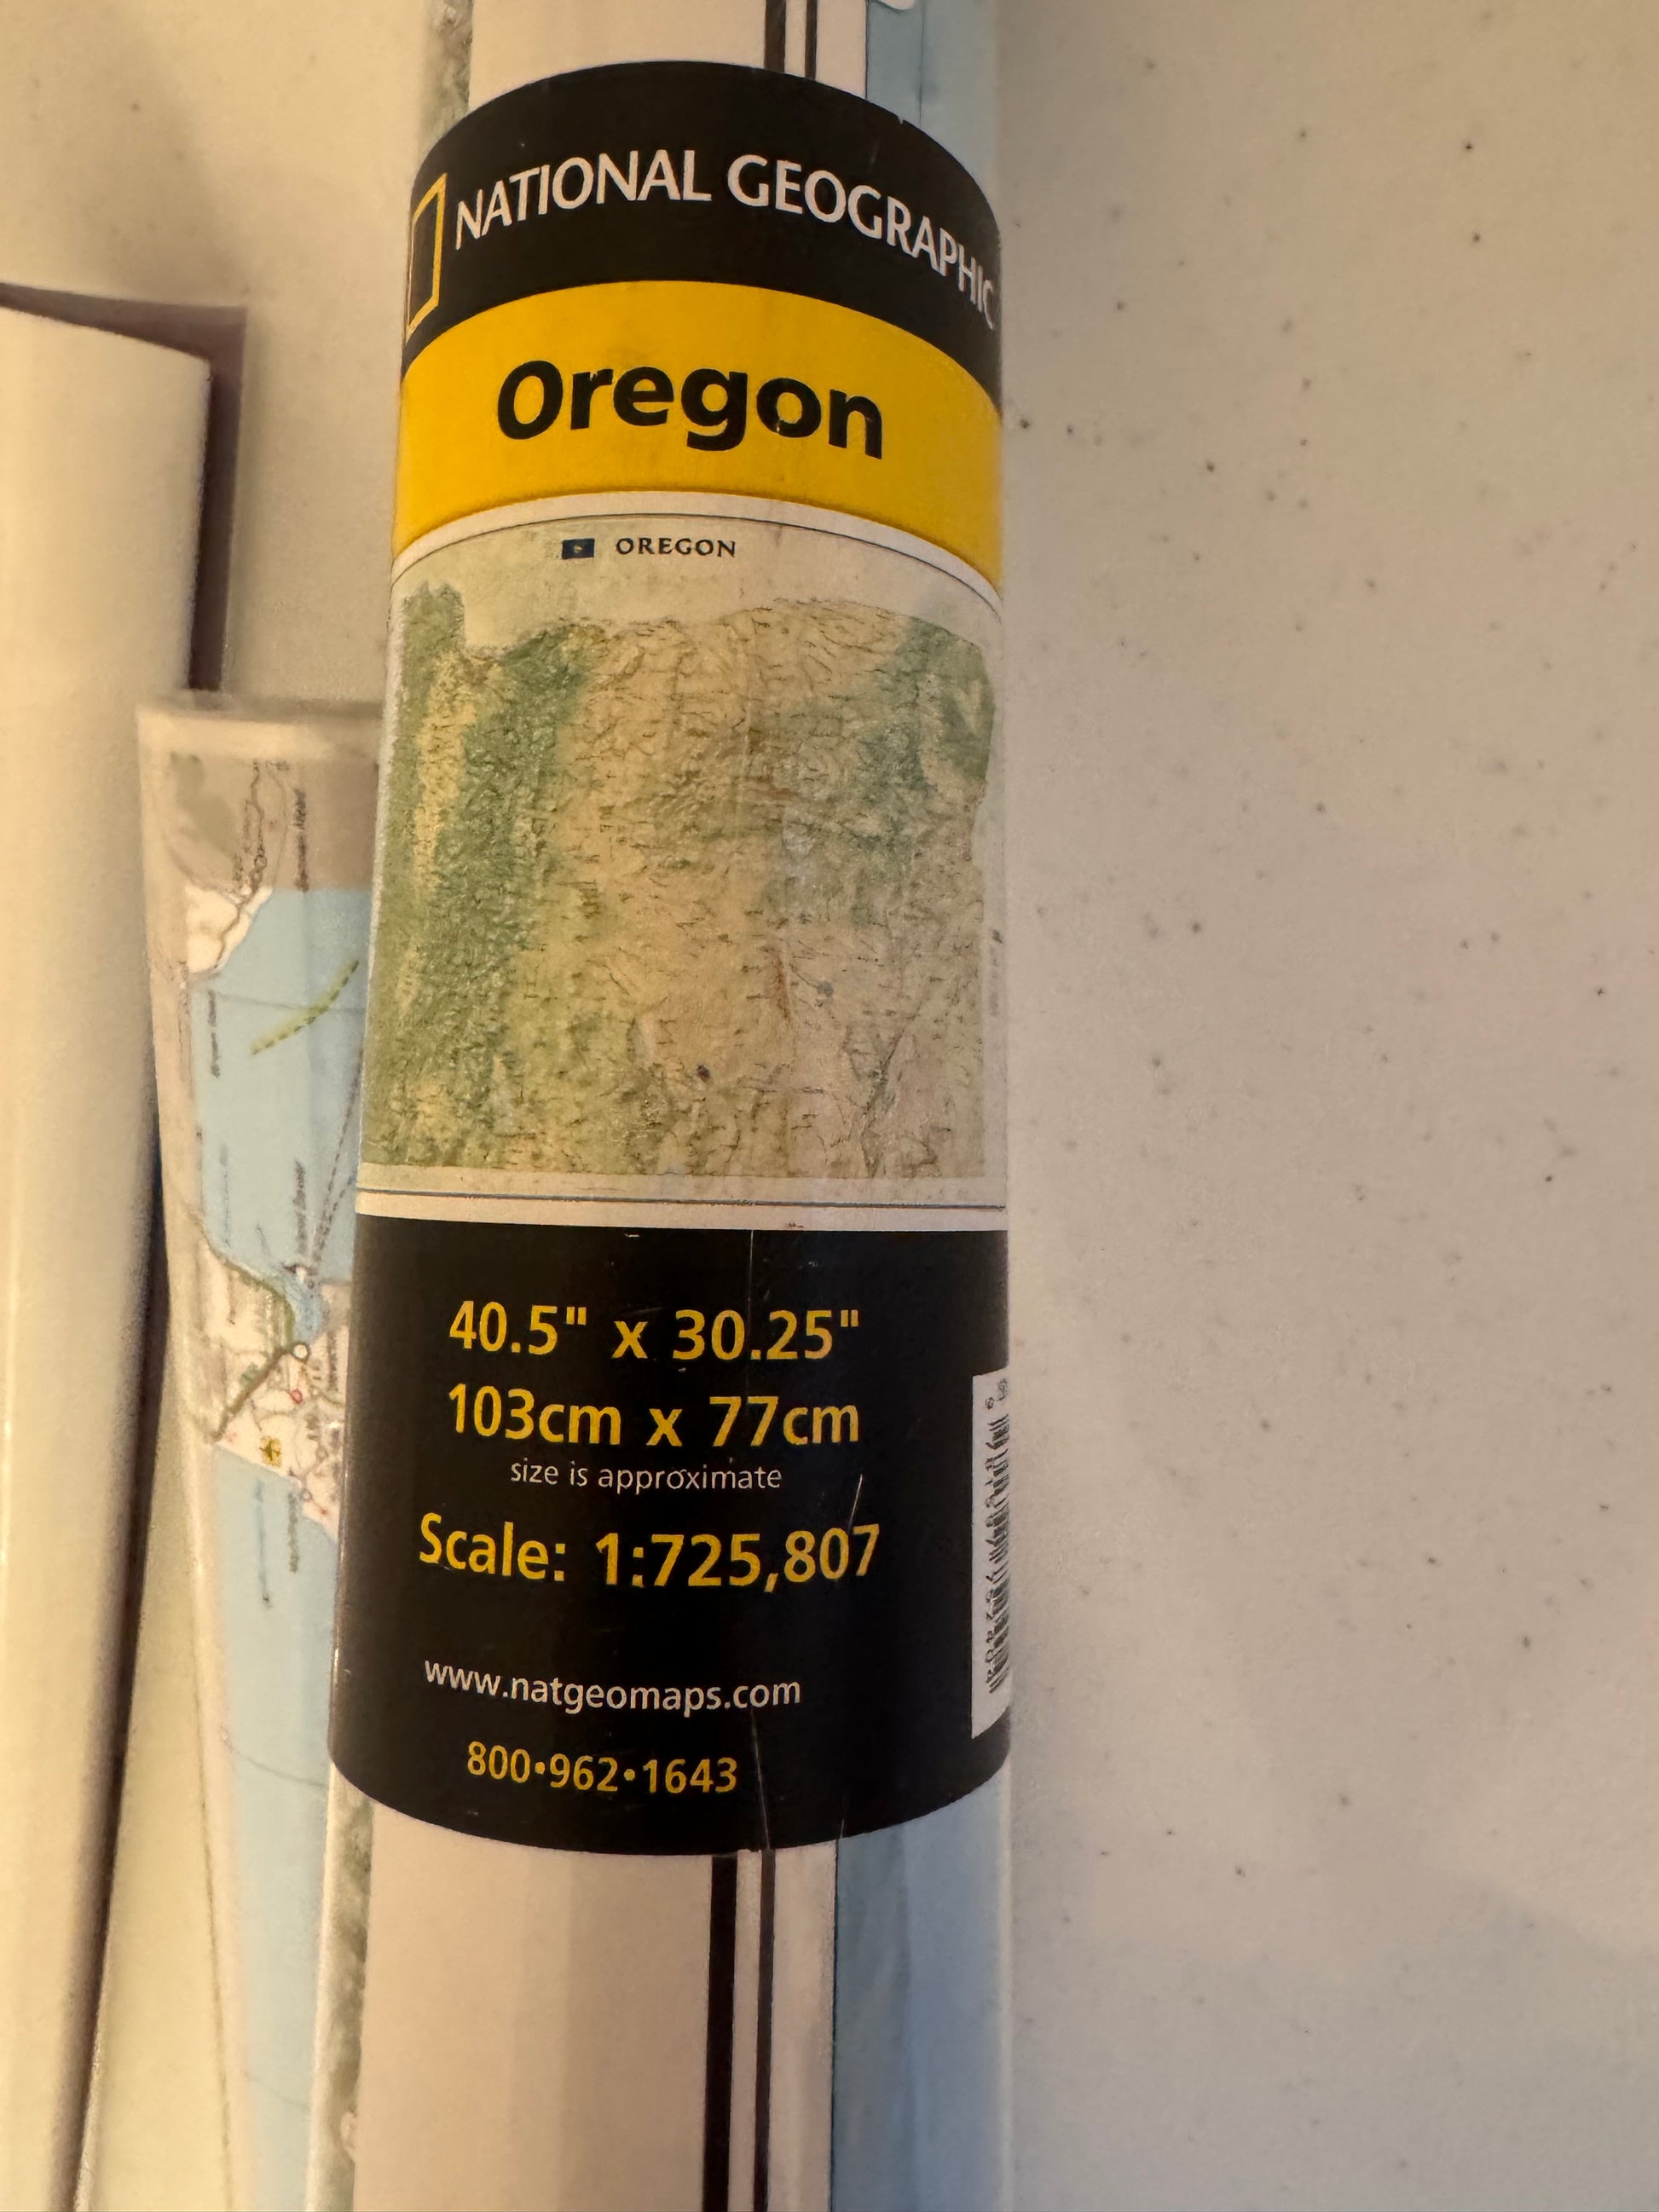 NATIONAL GEOGRAPHIC
Oregon
OREGON
40.5" x 30.25"
103cm x 77cm
size is approximate
Scale: 1:725,807
www.natgeomaps.com
800•962•1643